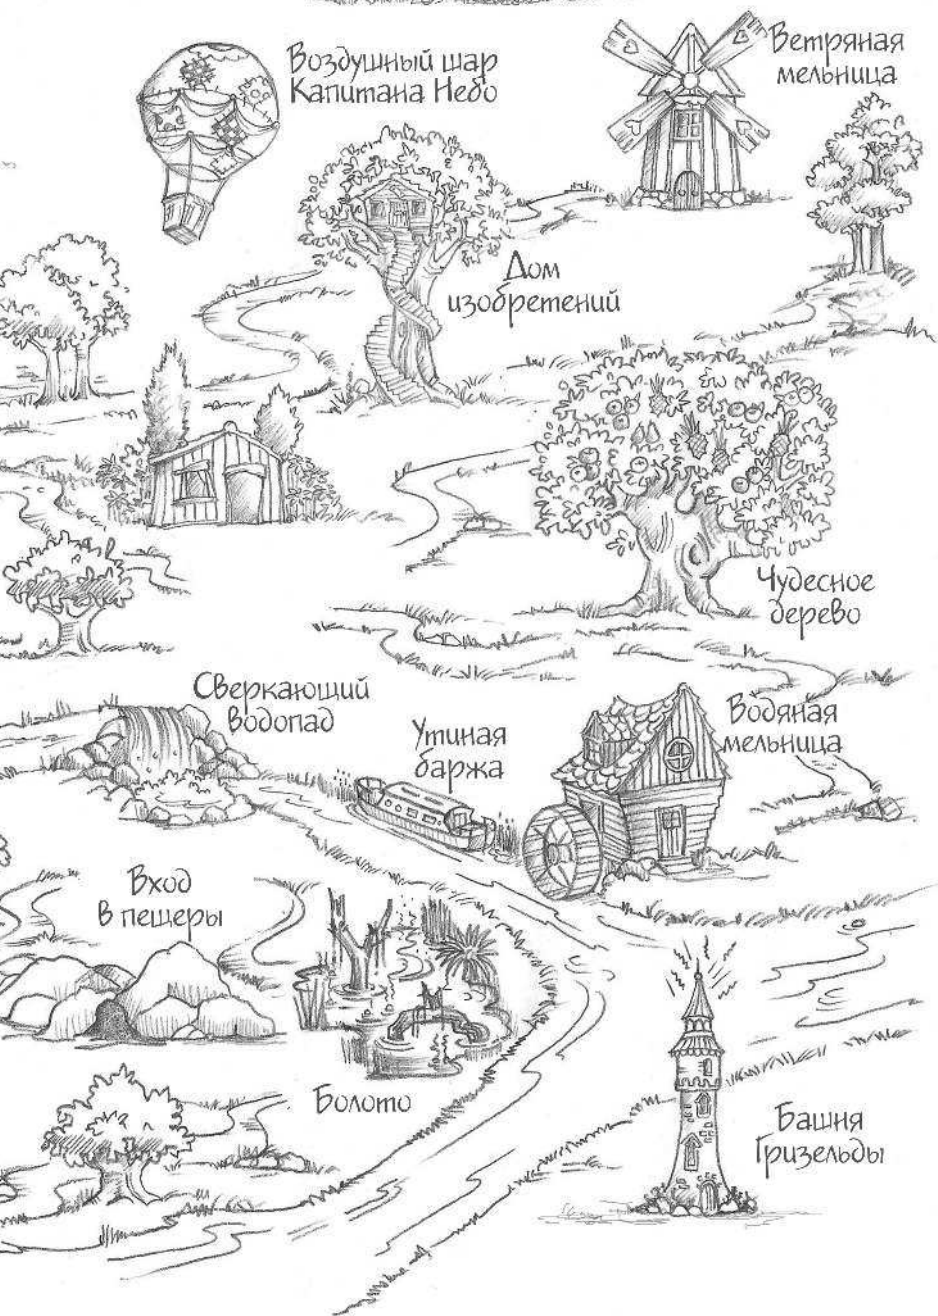 Воздушный шар
Капитана Небо
Ветряная
мельница
Дом
изобретений
Чудесное
дерево
Сверкающий
водопад
Утиная
баржа
Водяная
мельница
Вход
в пещеры
Болото
Башня
Гризельды